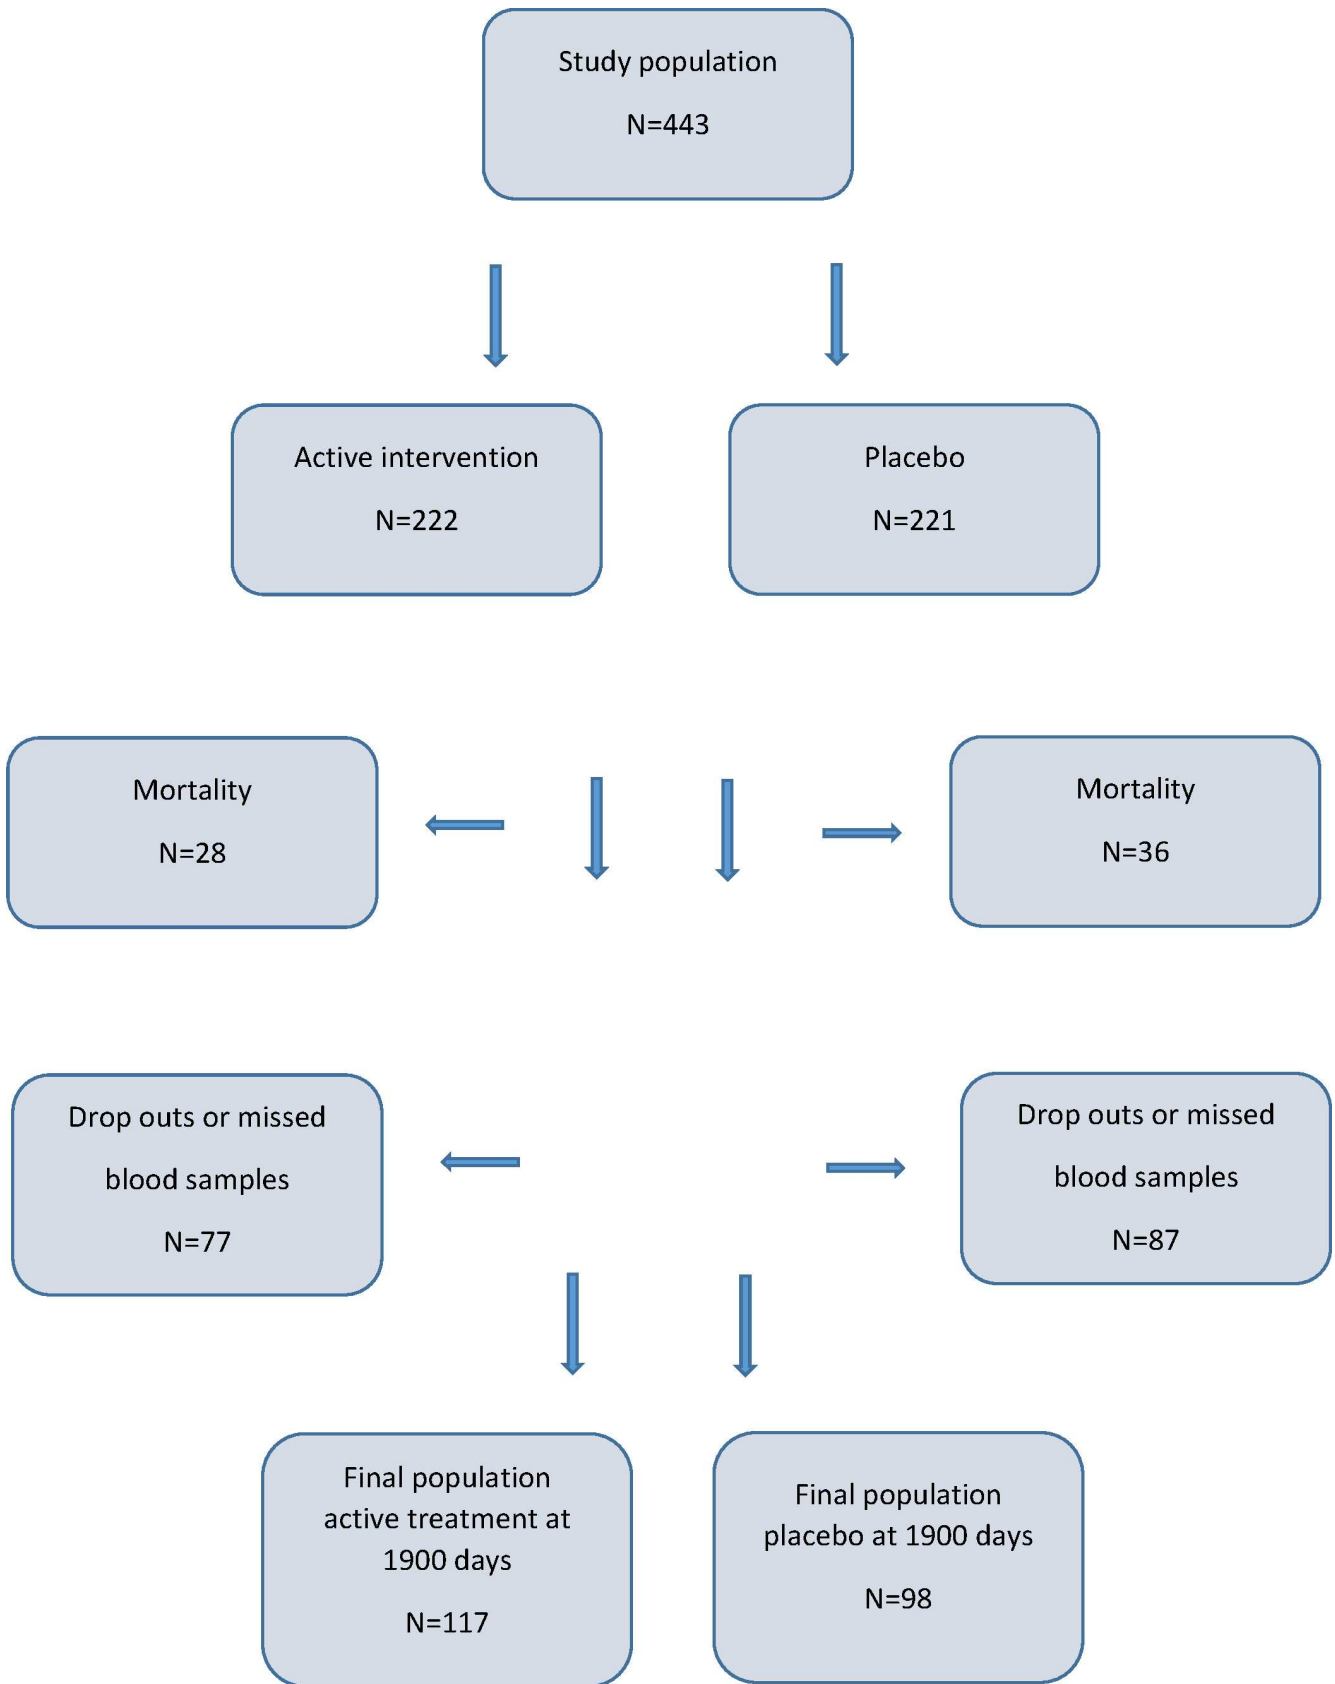 Study population
N=443
Active intervention
N=222
Placebo
N=221
Mortality
N=28
Mortality
N=36
Drop outs or missed
blood samples
N=77
Drop outs or missed
blood samples
N=87
Final population
active treatment at
1900 days
N=117
Final population
placebo at 1900 days
N=98